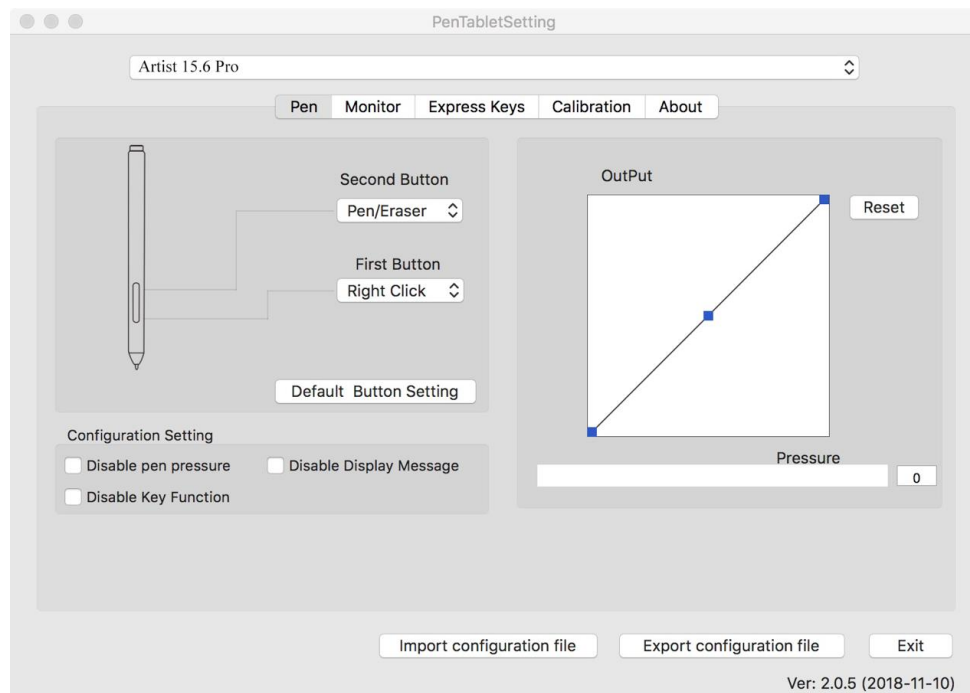 PenTabletSetting
Artist 15.6 Pro
Pen Monitor Express Keys Calibration About
Second Button
Pen/Eraser
First Button
Right Click
Default Button Setting
OutPut
Reset
Pressure
0
Configuration Setting
Disable pen pressure Disable Display Message
Disable Key Function
Import configuration file Export configuration file Exit
Ver: 2.0.5 (2018-11-10)